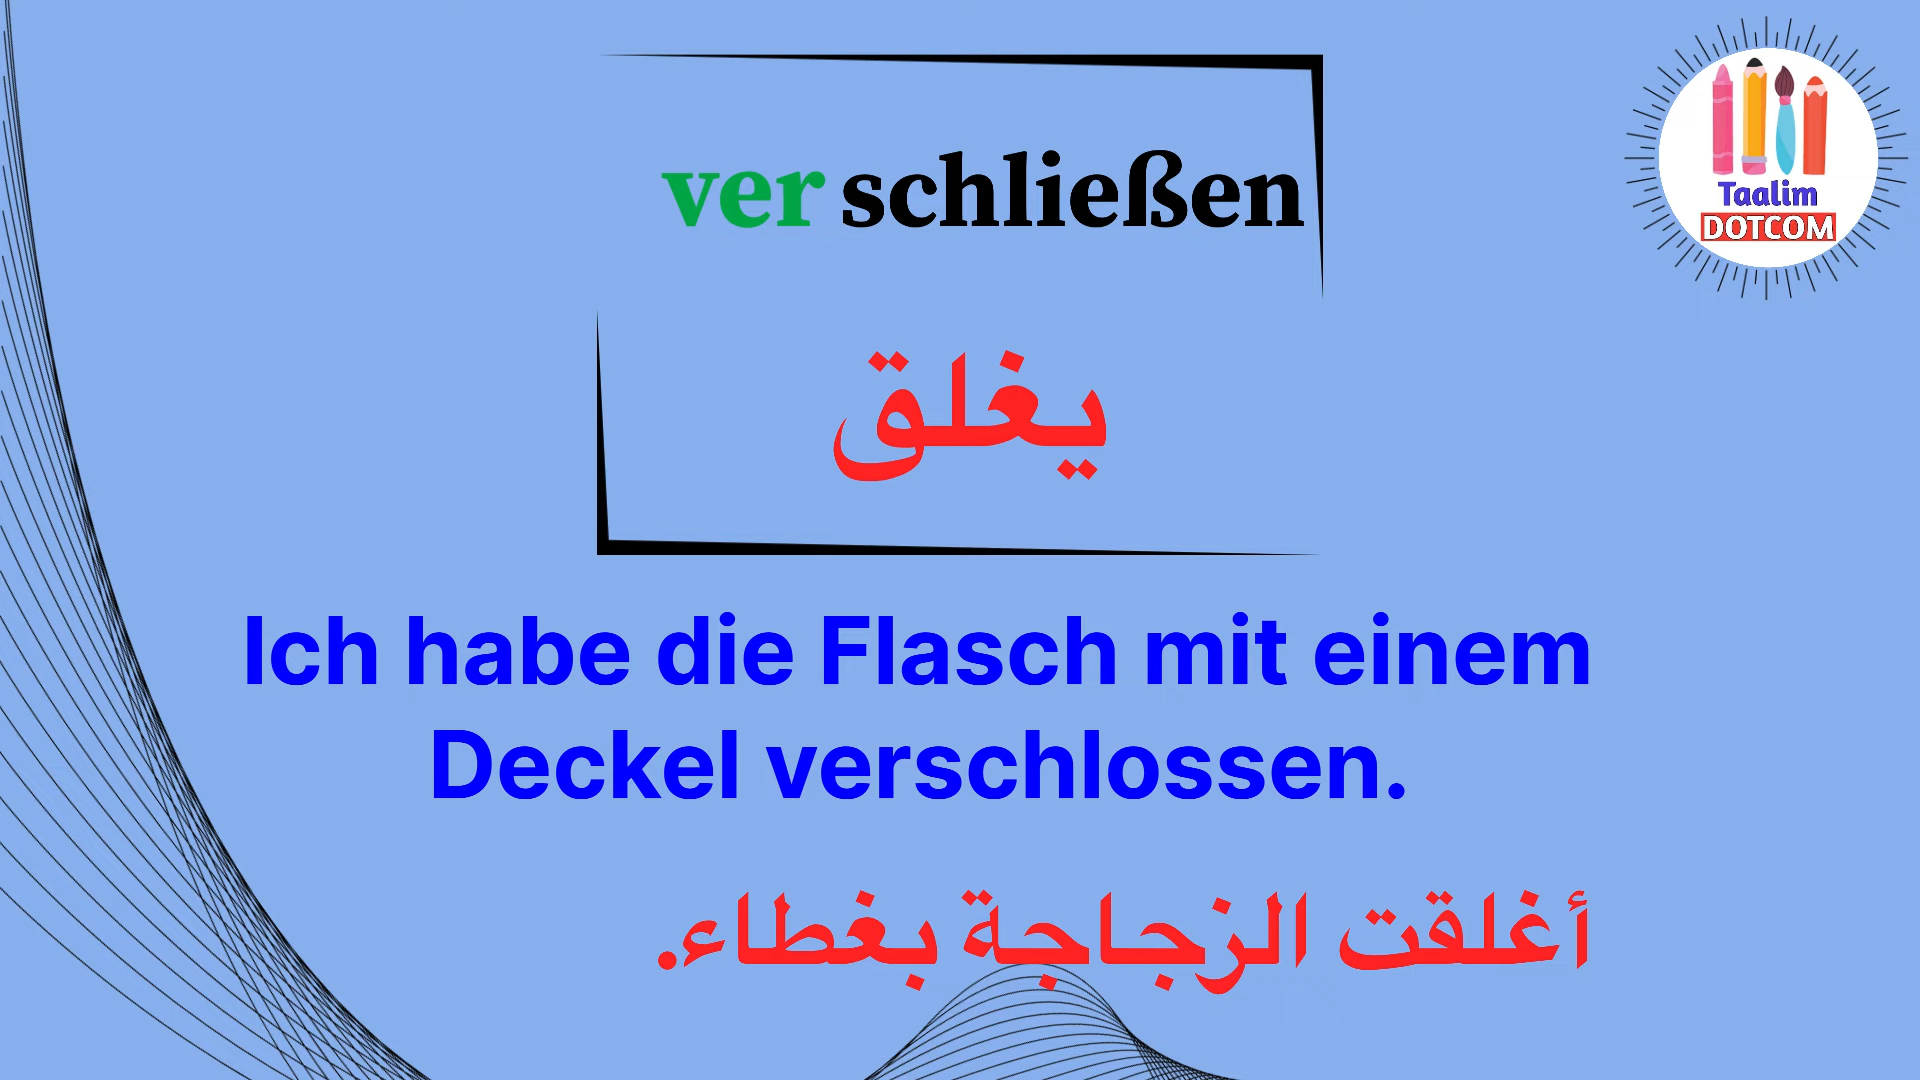 ver schließen
يغلق
Ich habe die Flasch mit einem
Deckel verschlossen.
أغلقت الزجاجة بغطاء.
Taalim
DOTCOM